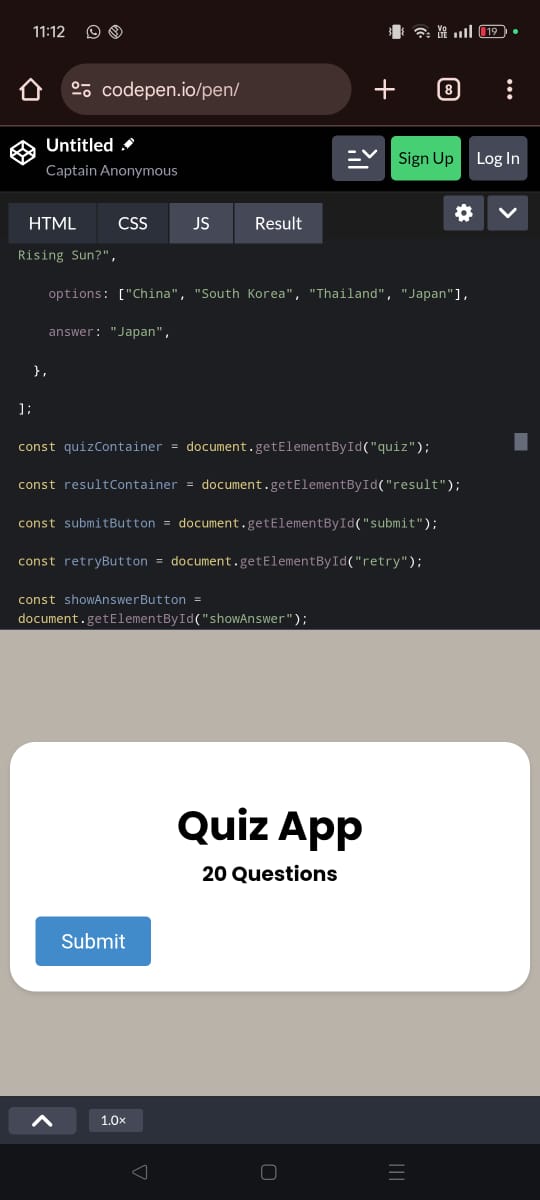 11:12
Vo
LTE
19
codepen.io/pen/
8
Untitled
Captain Anonymous
Sign Up
Log In
HTML
CSS
JS
Result
Rising Sun?",
options: ["China", "South Korea", "Thailand", "Japan"],
answer: "Japan",
},
];
const quizContainer = document.getElementById("quiz");
const resultContainer = document.getElementById("result");
const submitButton = document.getElementById("submit");
const retryButton = document.getElementById("retry");
const showAnswerButton =
document.getElementById("showAnswer");
Quiz App
20 Questions
Submit
1.0×